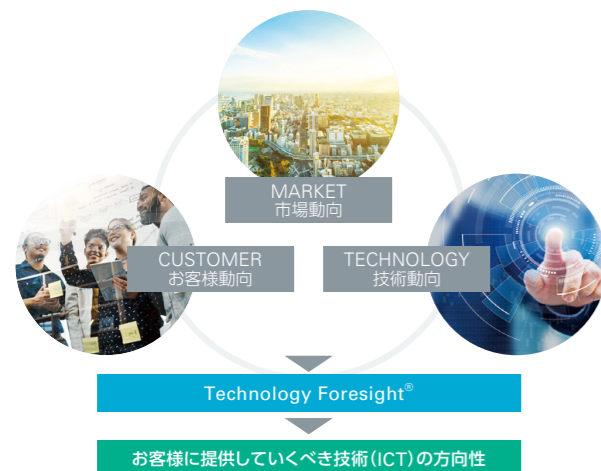 MARKET
市場動向
CUSTOMER
お客様動向
TECHNOLOGY
技術動向
Technology Foresight®
お客様に提供していくべき技術(ICT)の方向性